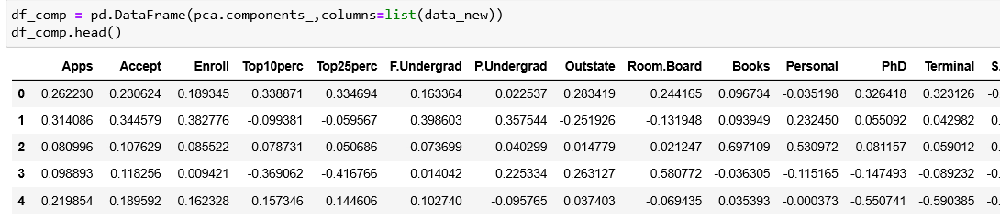 df_comp = pd.DataFrame(pca.components_,columns=list(data_new))
df_comp.head()
Apps Accept Enroll Top10perc Top25perc F.Undergrad P.Undergrad Outstate Room.Board Books Personal PhD Terminal S.
0 0.262230 0.230624 0.189345 0.338871 0.334694 0.163364 0.022537 0.283419 0.244165 0.096734 -0.035198 0.326418 0.323126 -0.
1 0.314086 0.344579 0.382776 -0.099381 -0.059567 0.398603 0.357544 -0.251926 -0.131948 0.093949 0.232450 0.055092 0.042982 0.
2 -0.080996 -0.107629 -0.085522 0.078731 0.050686 -0.073699 -0.040299 -0.014779 0.021247 0.697109 0.530972 -0.081157 -0.059012 -0.
3 0.098893 0.118256 0.009421 -0.369062 -0.416766 0.014042 0.225334 0.263127 0.580772 -0.036305 -0.115165 -0.147493 -0.089232 -0.
4 0.219854 0.189592 0.162328 0.157346 0.144606 0.102740 -0.095765 0.037403 -0.069435 0.035393 -0.000373 -0.550741 -0.590385 -0.